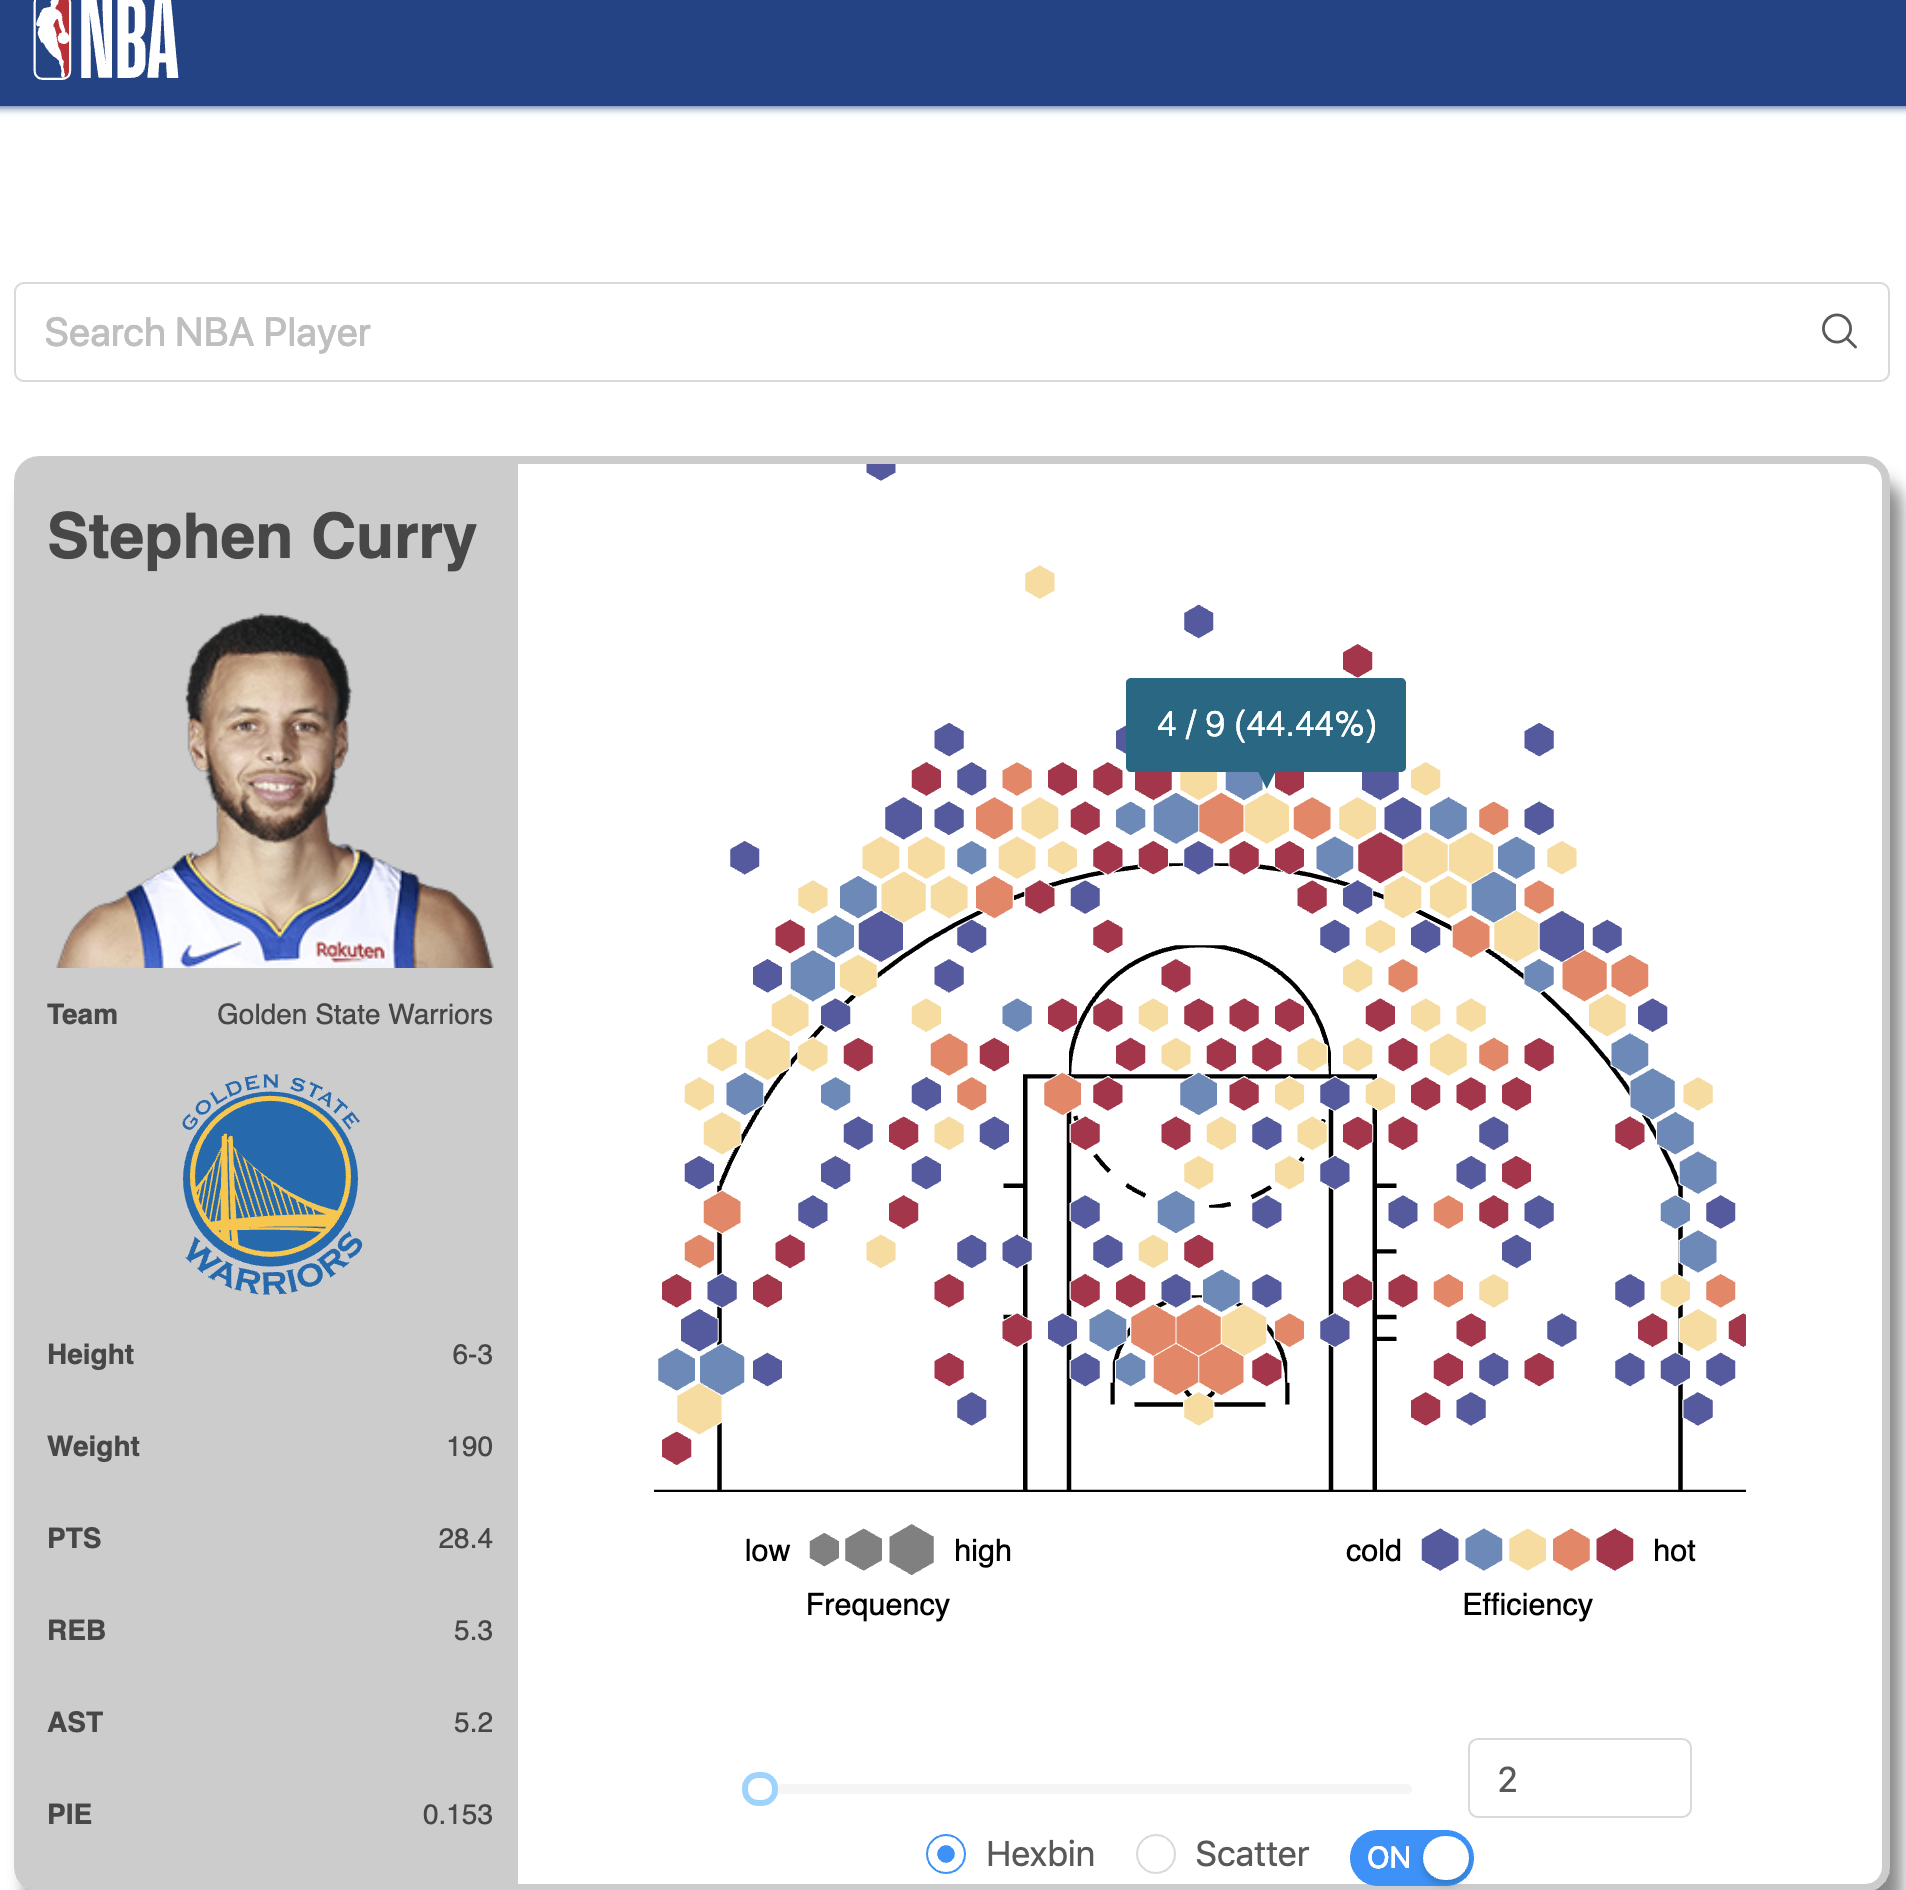 NBA
Search NBA Player
Stephen Curry
Rakuten
Team Golden State Warriors
GOLDEN STATE
WARRIORS
Height 6-3
Weight 190
PTS 28.4
REB 5.3
AST 5.2
PIE 0.153
4 / 9 (44.44%)
low high
Frequency
cold hot
Efficiency
2
Hexbin Scatter ON